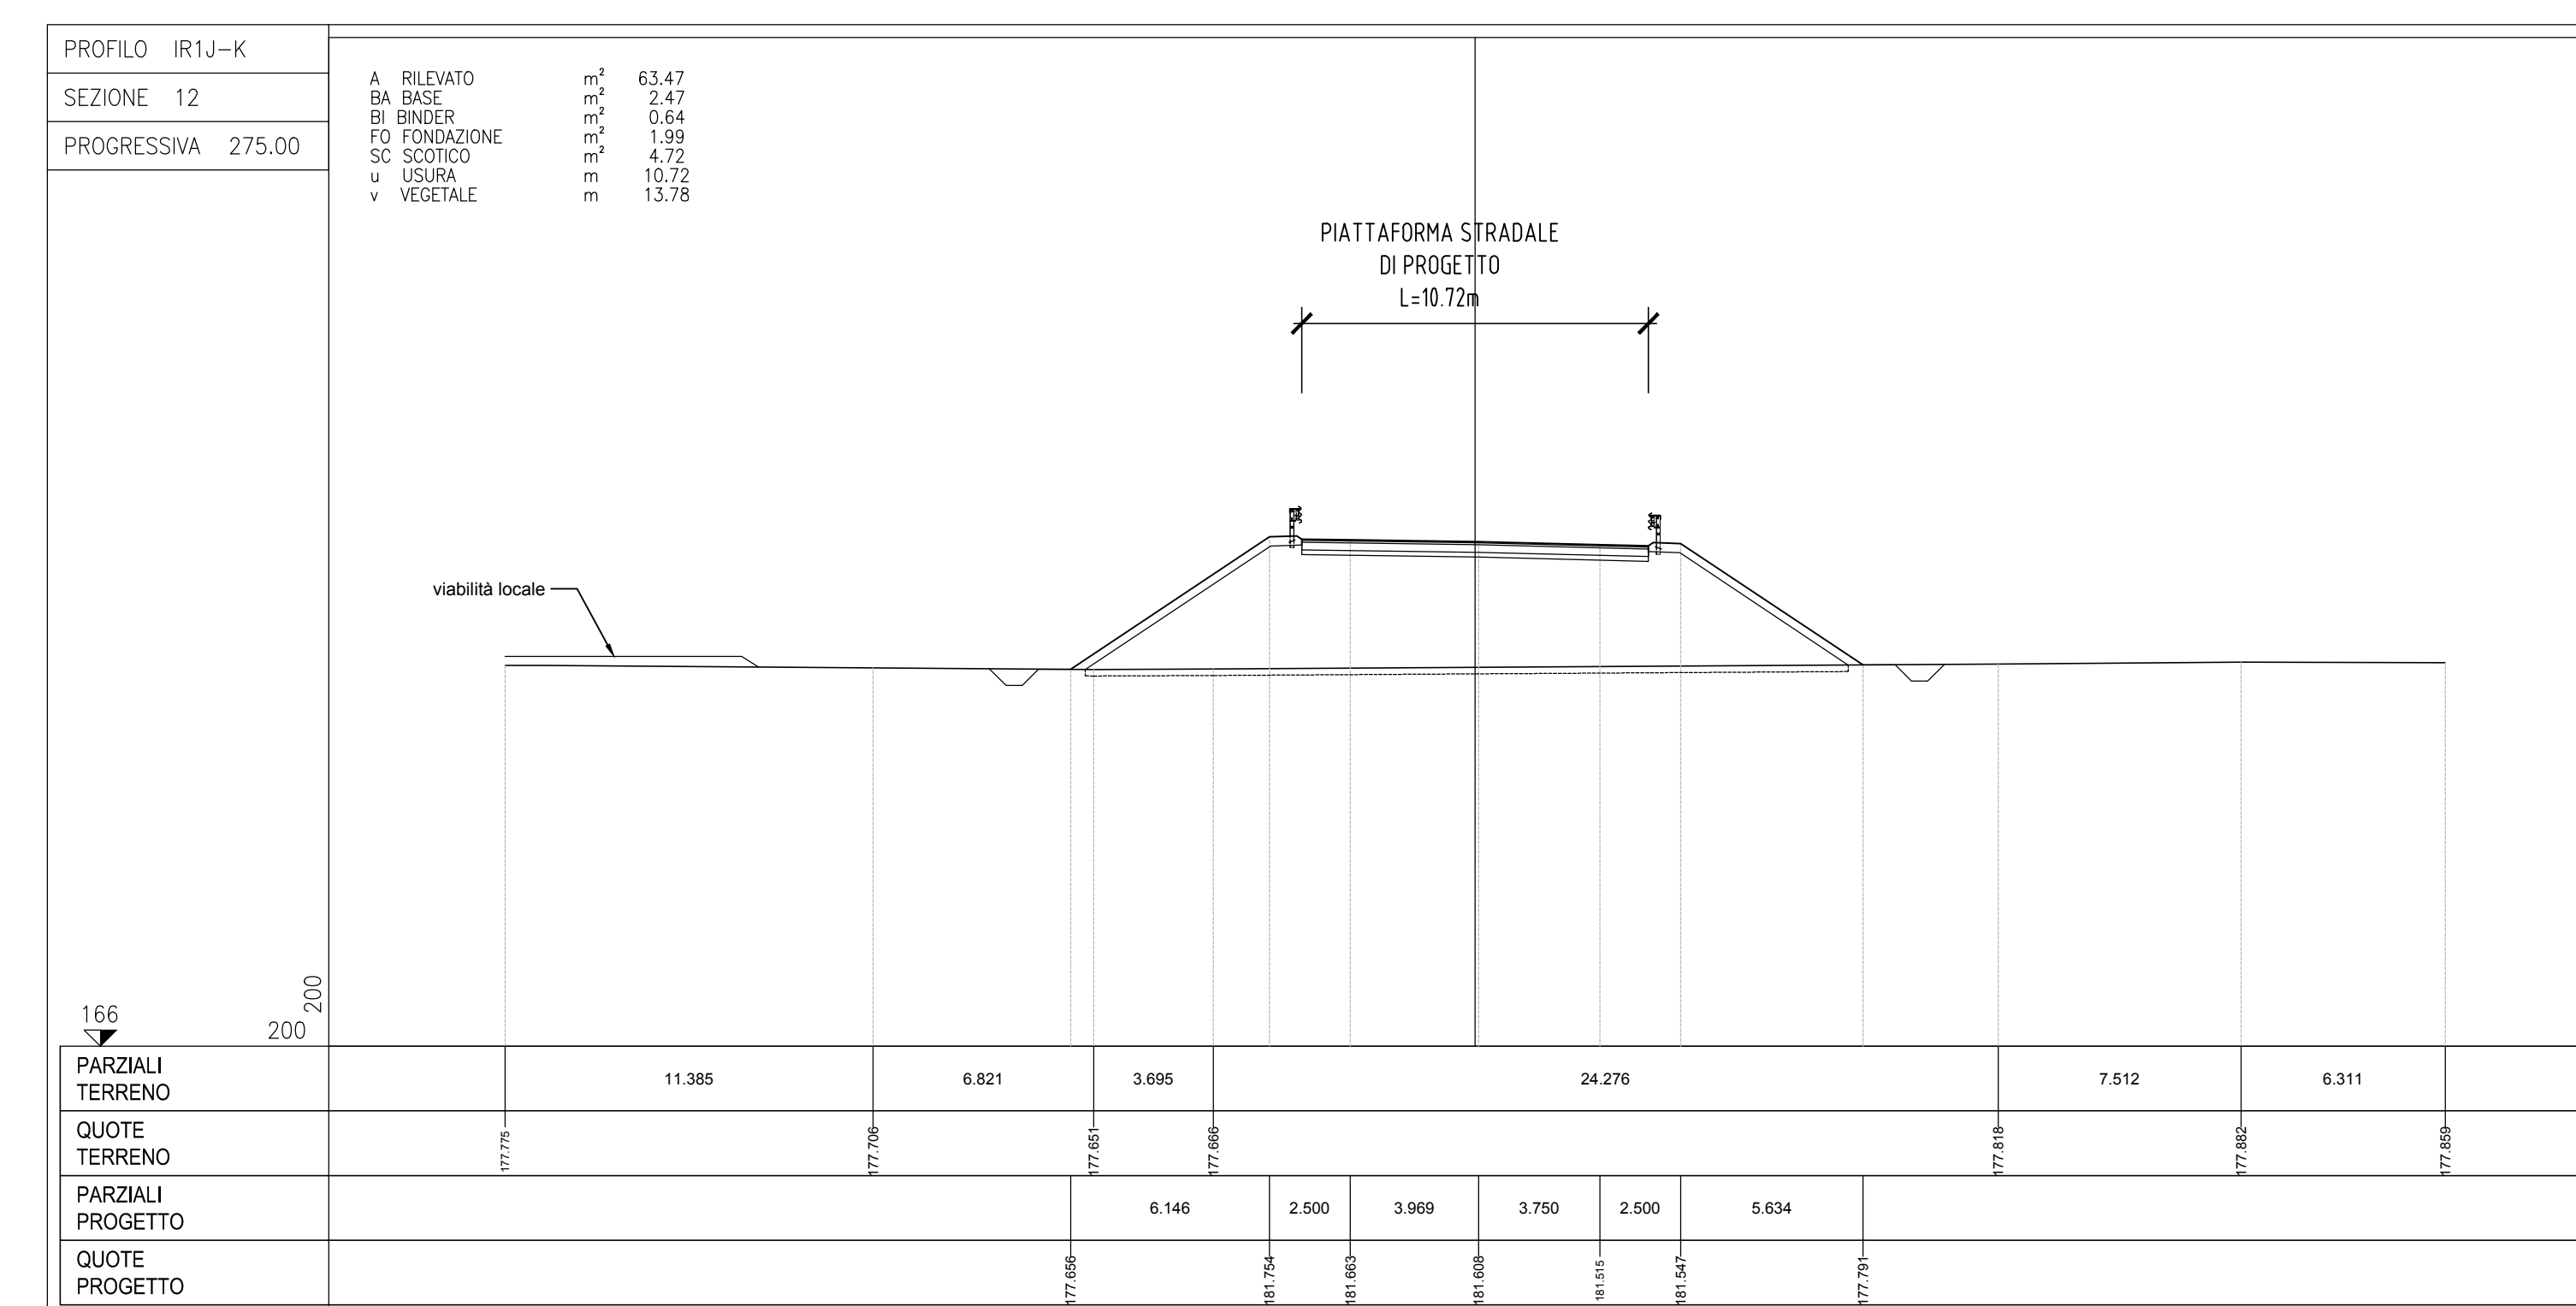 PROFILO IR1J-K
SEZIONE 12
PROGRESSIVA 275.00
A RILEVATO m² 63.47
BA BASE m² 2.47
BI BINDER m² 0.64
FO FONDAZIONE m² 1.99
SC SCOTICO m² 4.72
u USURA m 10.72
v VEGETALE m 13.78
PIATTAFORMA STRADALE
DI PROGETTO
L=10.72m
viabilità locale
166
200
200
PARZIALI
TERRENO
11.385 6.821 3.695 24.276 7.512 6.311
QUOTE
TERRENO
177.775 177.706 177.651 177.666 177.818 177.882 177.859
PARZIALI
PROGETTO
6.146 2.500 3.969 3.750 2.500 5.634
QUOTE
PROGETTO
177.656 181.754 181.663 181.608 181.515 181.547 177.791